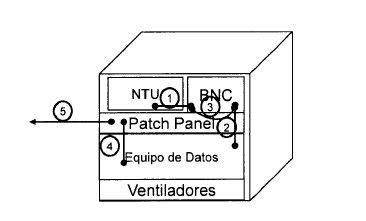 NTU 1 BNC
3
5 Patch Panel 2
4 Equipo de Datos
Ventiladores